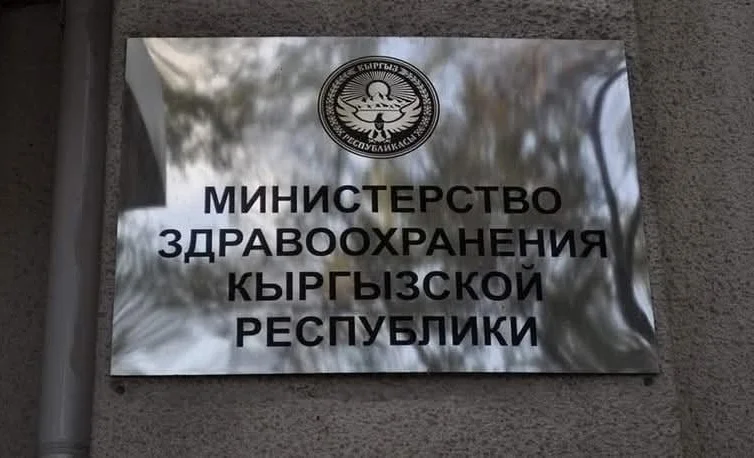 КЫРГЫЗ
РЕСПУБЛИКАСЫ
МИНИСТЕРСТВО
ЗДРАВООХРАНЕНИЯ
КЫРГЫЗСКОЙ
РЕСПУБЛИКИ